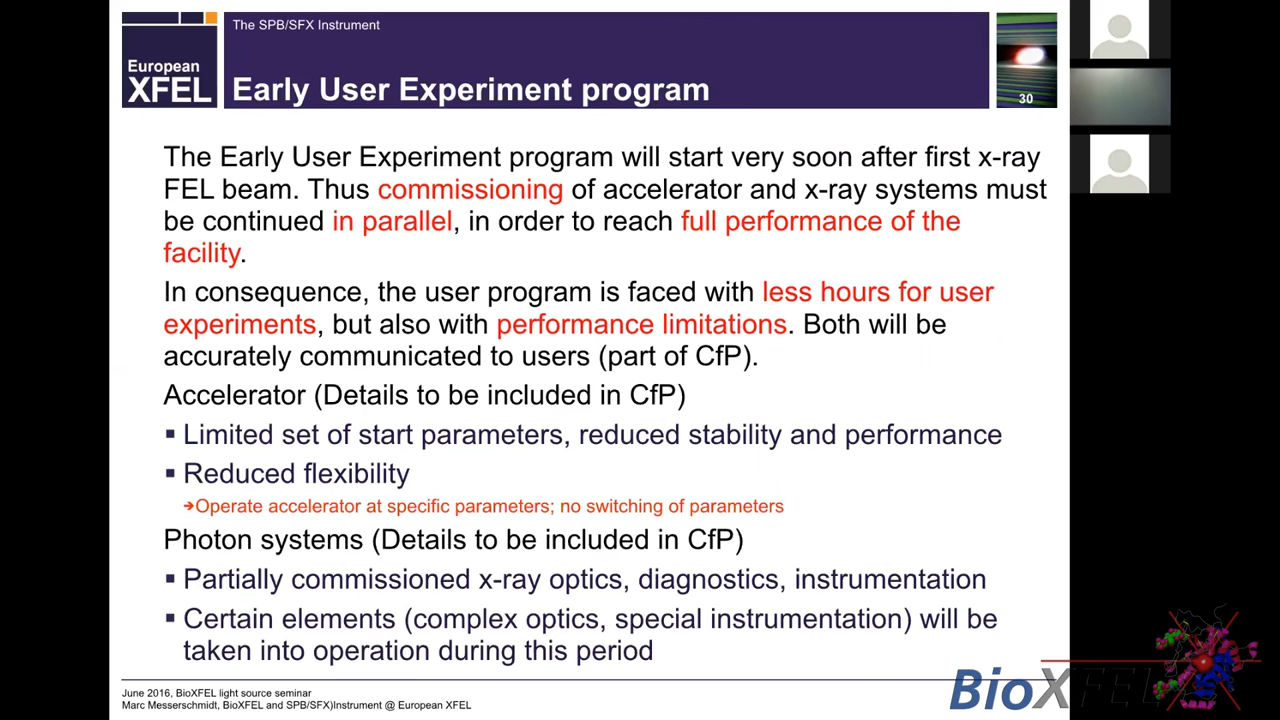 The SPB/SFX Instrument
European
XFEL
Early User Experiment program
30
The Early User Experiment program will start very soon after first x-ray
FEL beam. Thus commissioning of accelerator and x-ray systems must
be continued in parallel, in order to reach full performance of the
facility.
In consequence, the user program is faced with less hours for user
experiments, but also with performance limitations. Both will be
accurately communicated to users (part of CfP).
Accelerator (Details to be included in CfP)
▪ Limited set of start parameters, reduced stability and performance
▪ Reduced flexibility
➔Operate accelerator at specific parameters; no switching of parameters
Photon systems (Details to be included in CfP)
▪ Partially commissioned x-ray optics, diagnostics, instrumentation
▪ Certain elements (complex optics, special instrumentation) will be
taken into operation during this period
June 2016, BioXFEL light source seminar
Marc Messerschmidt, BioXFEL and SPB/SFX)Instrument @ European XFEL
BioXFEL